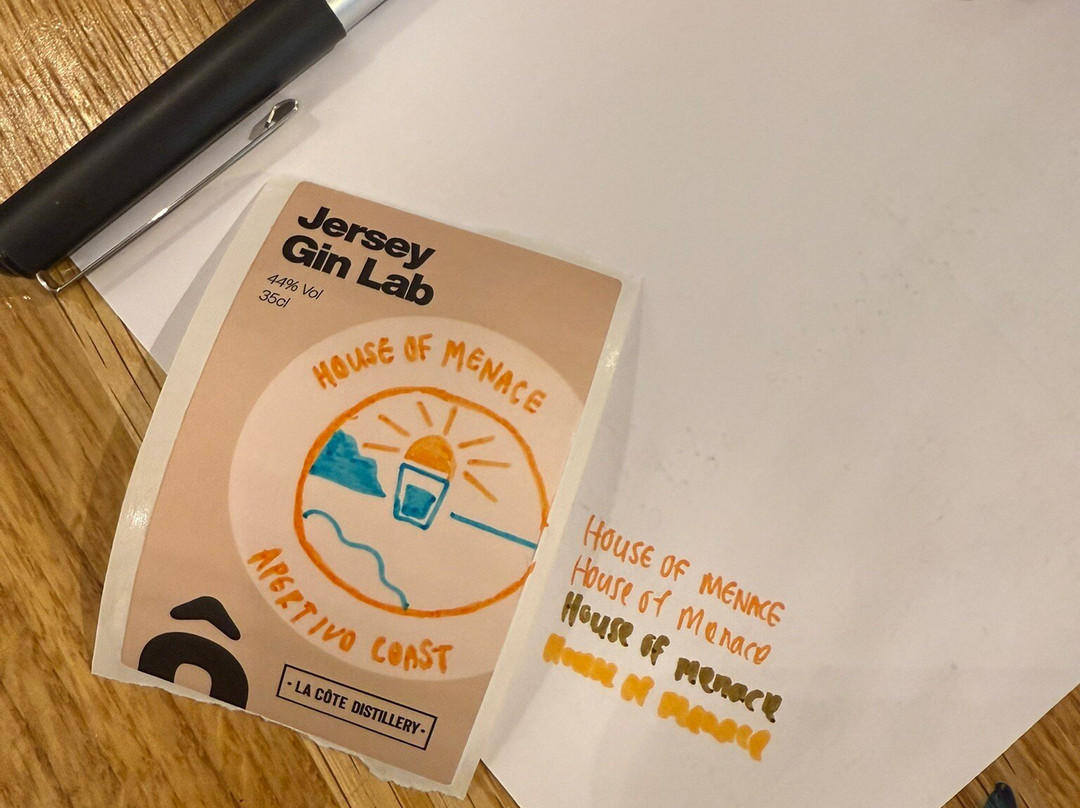 Jersey
Gin Lab
44% Vol
35cl
HOUSE OF MENACE
APERTIVO COAST
Ô
- LA CÔTE DISTILLERY -
HOUSE OF MENACE
House of Menace
House of menace
House of menace